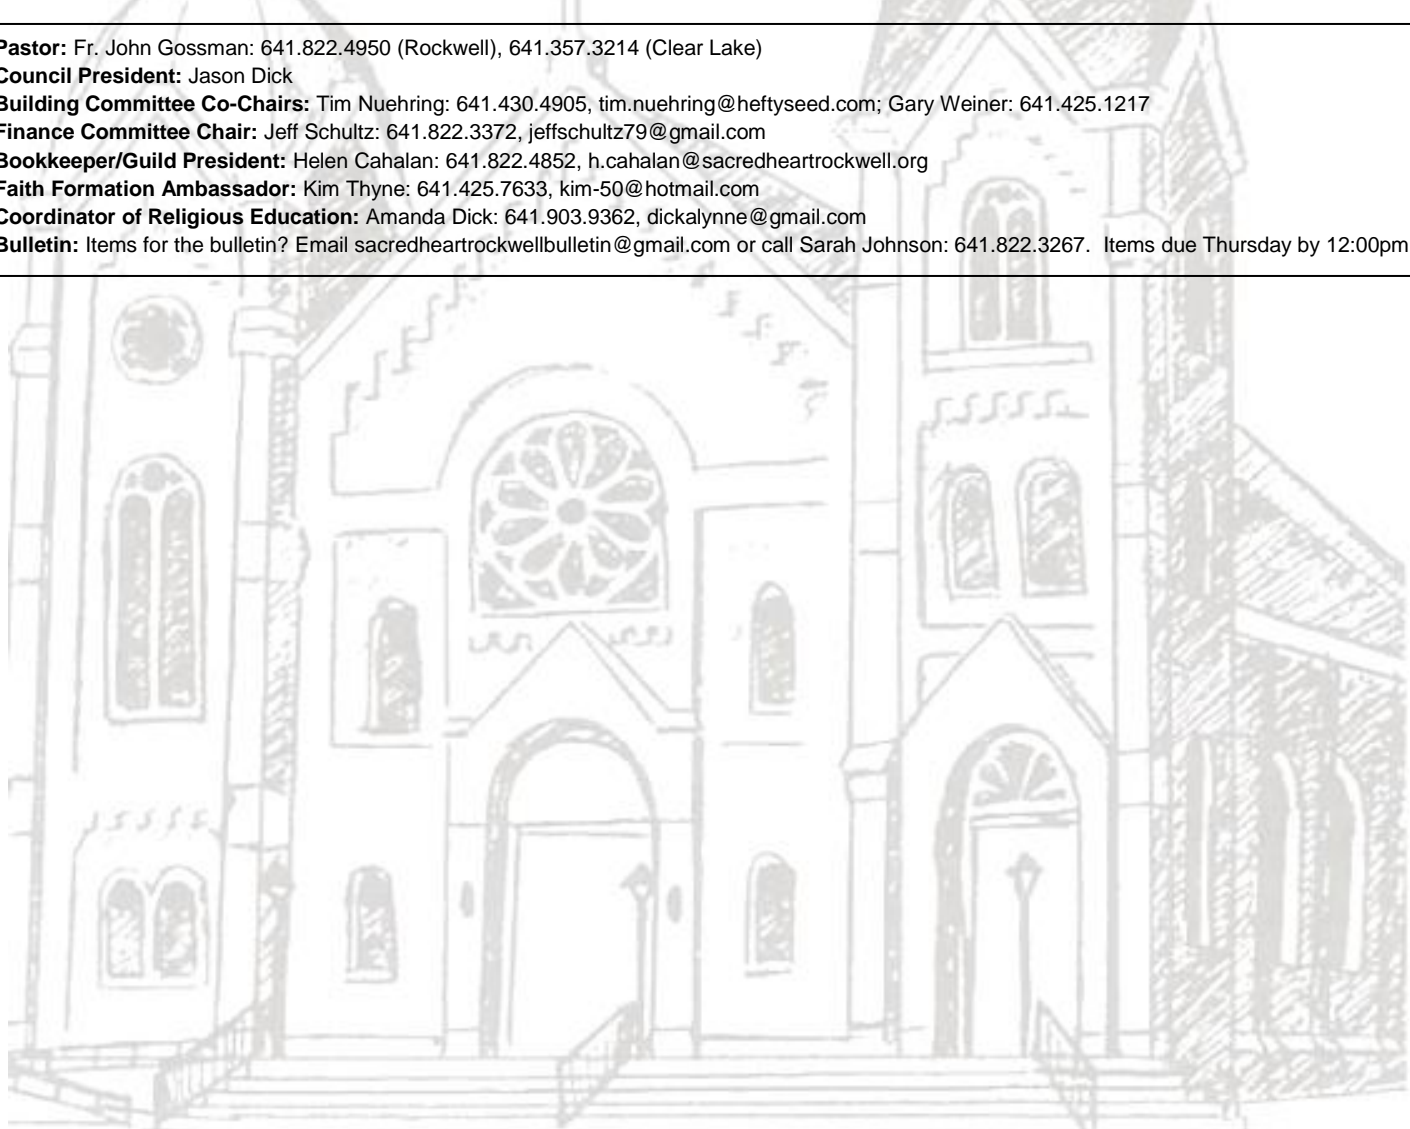 Pastor: Fr. John Gossman: 641.822.4950 (Rockwell), 641.357.3214 (Clear Lake)
Council President: Jason Dick
Building Committee Co-Chairs: Tim Nuehring: 641.430.4905, tim.nuehring@heftyseed.com; Gary Weiner: 641.425.1217
Finance Committee Chair: Jeff Schultz: 641.822.3372, jeffschultz79@gmail.com
Bookkeeper/Guild President: Helen Cahalan: 641.822.4852, h.cahalan@sacredheartrockwell.org
Faith Formation Ambassador: Kim Thyne: 641.425.7633, kim-50@hotmail.com
Coordinator of Religious Education: Amanda Dick: 641.903.9362, dickalynne@gmail.com
Bulletin: Items for the bulletin? Email sacredheartrockwellbulletin@gmail.com or call Sarah Johnson: 641.822.3267. Items due Thursday by 12:00pm